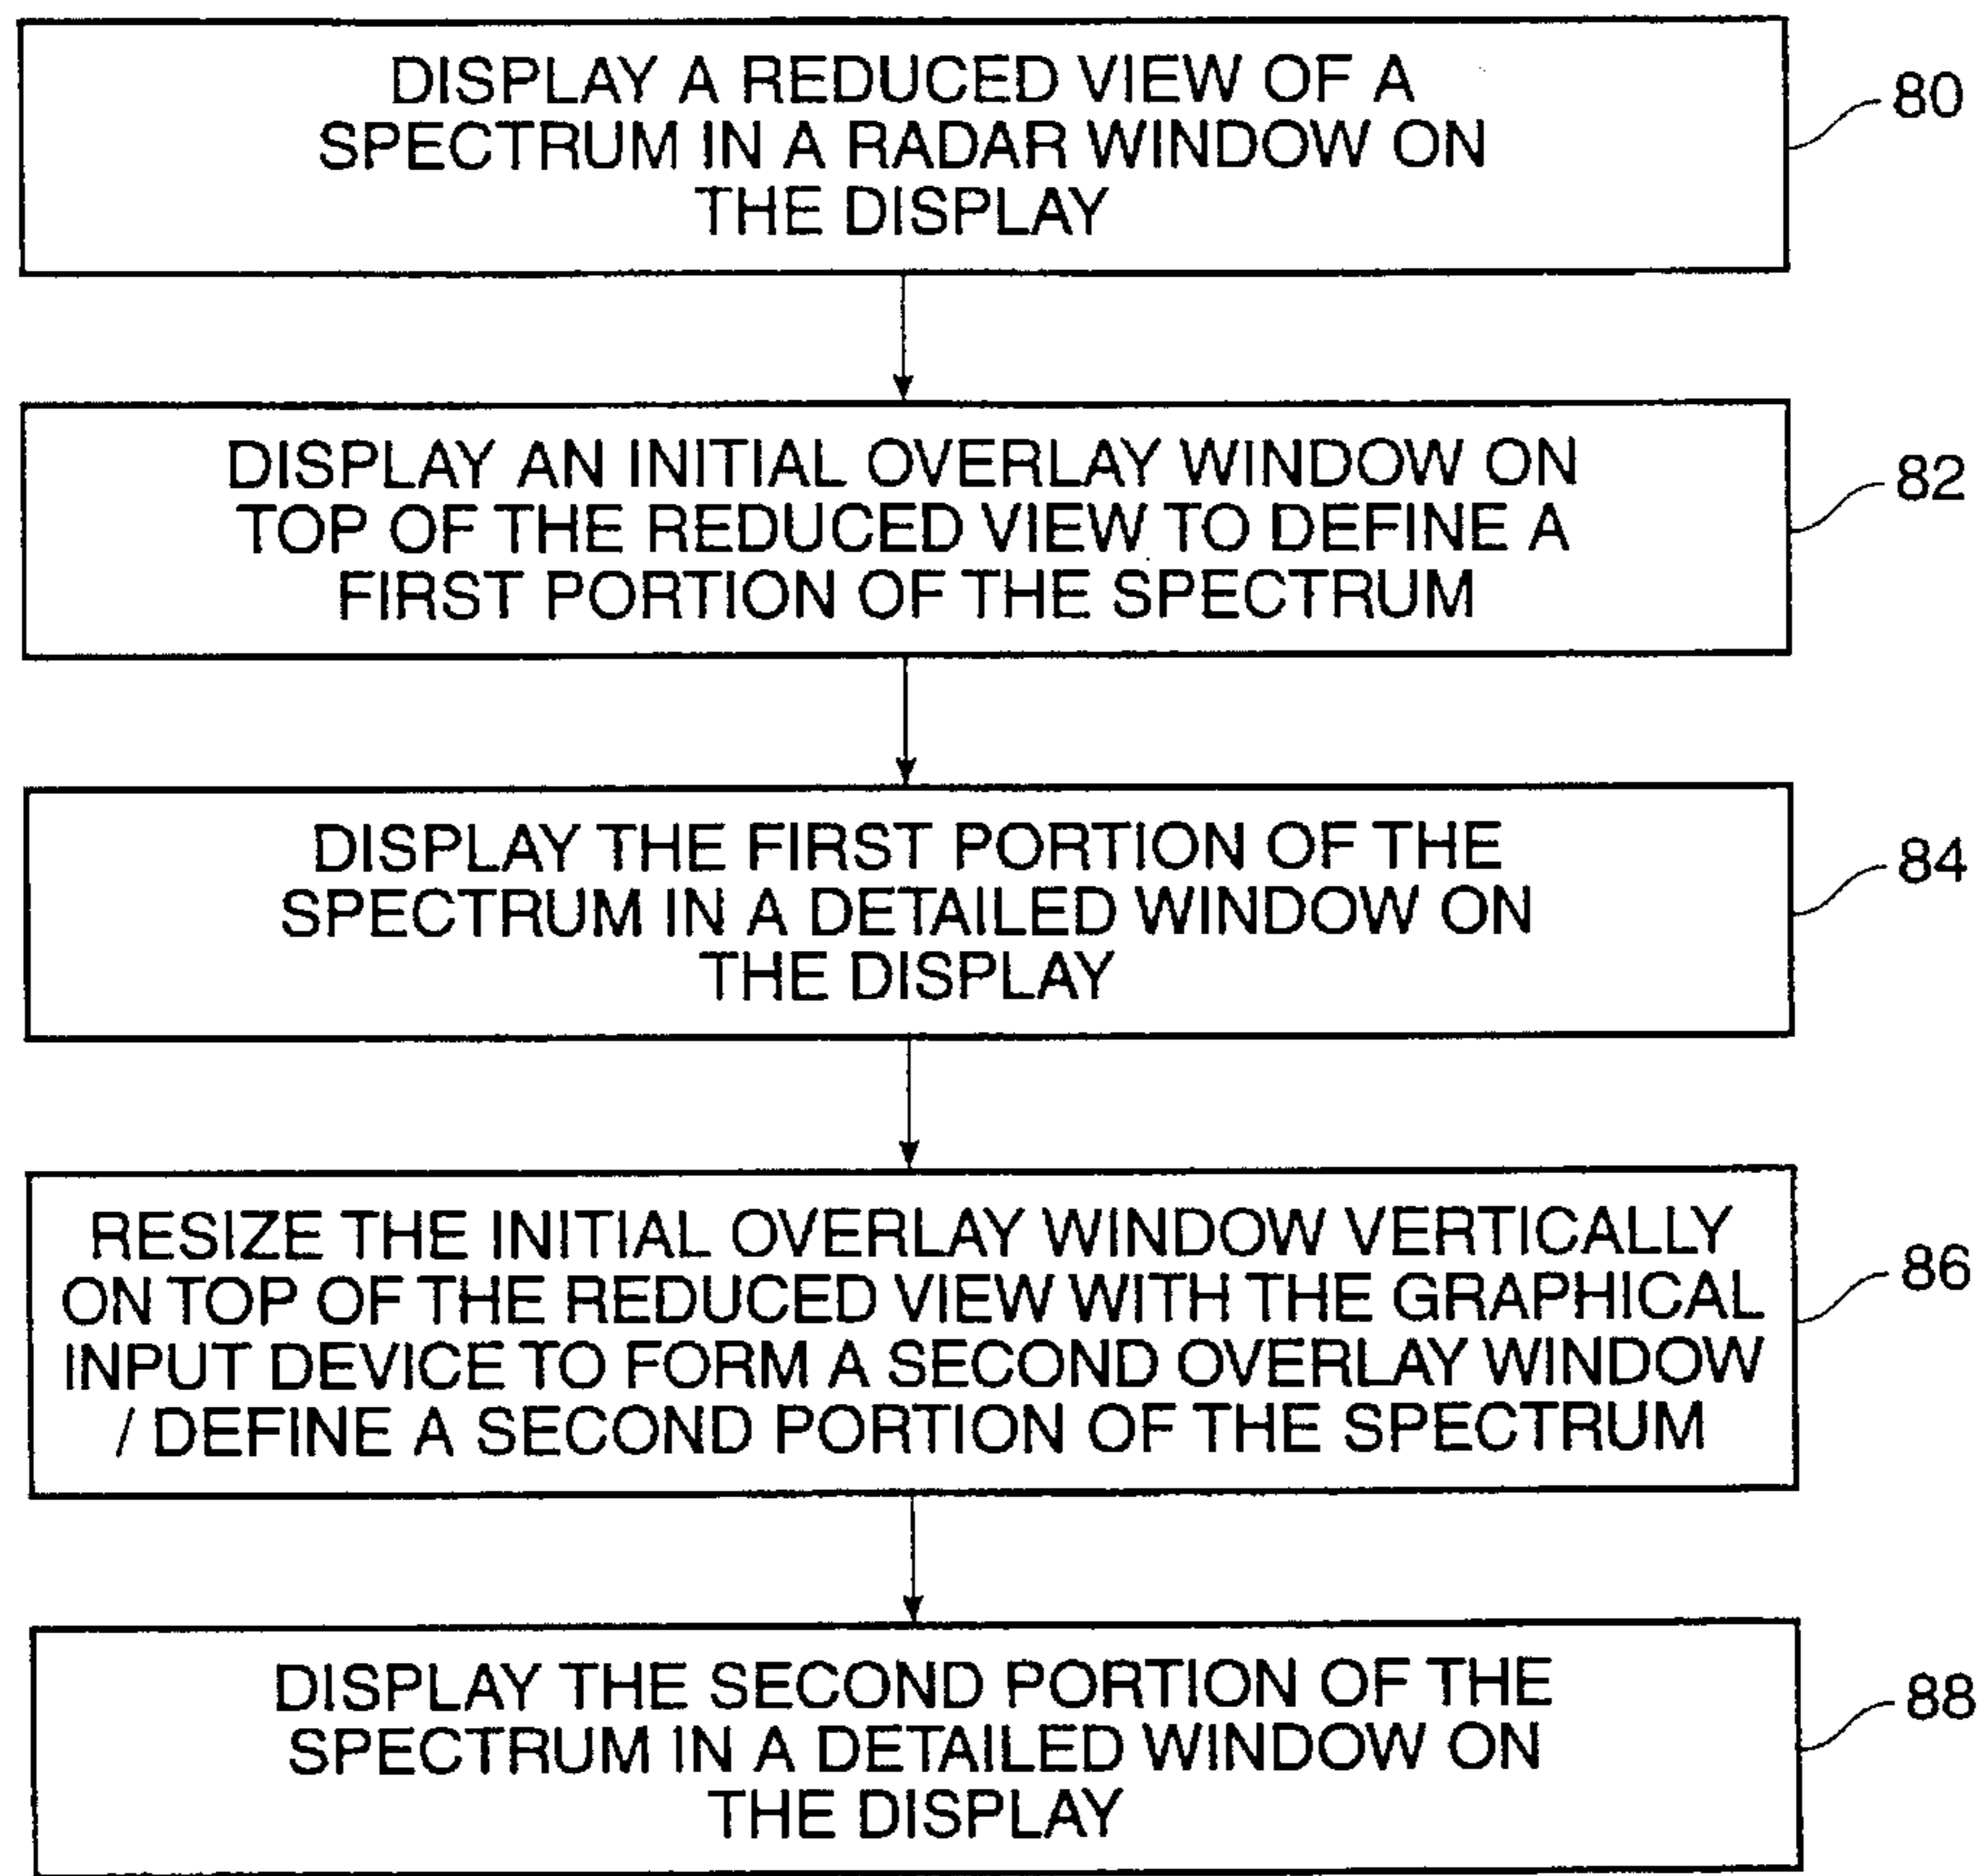 DISPLAY A REDUCED VIEW OF A
SPECTRUM IN A RADAR WINDOW ON
THE DISPLAY
80
DISPLAY AN INITIAL OVERLAY WINDOW ON
TOP OF THE REDUCED VIEW TO DEFINE A
FIRST PORTION OF THE SPECTRUM
82
DISPLAY THE FIRST PORTION OF THE
SPECTRUM IN A DETAILED WINDOW ON
THE DISPLAY
84
RESIZE THE INITIAL OVERLAY WINDOW VERTICALLY
ON TOP OF THE REDUCED VIEW WITH THE GRAPHICAL
INPUT DEVICE TO FORM A SECOND OVERLAY WINDOW
/ DEFINE A SECOND PORTION OF THE SPECTRUM
86
DISPLAY THE SECOND PORTION OF THE
SPECTRUM IN A DETAILED WINDOW ON
THE DISPLAY
88